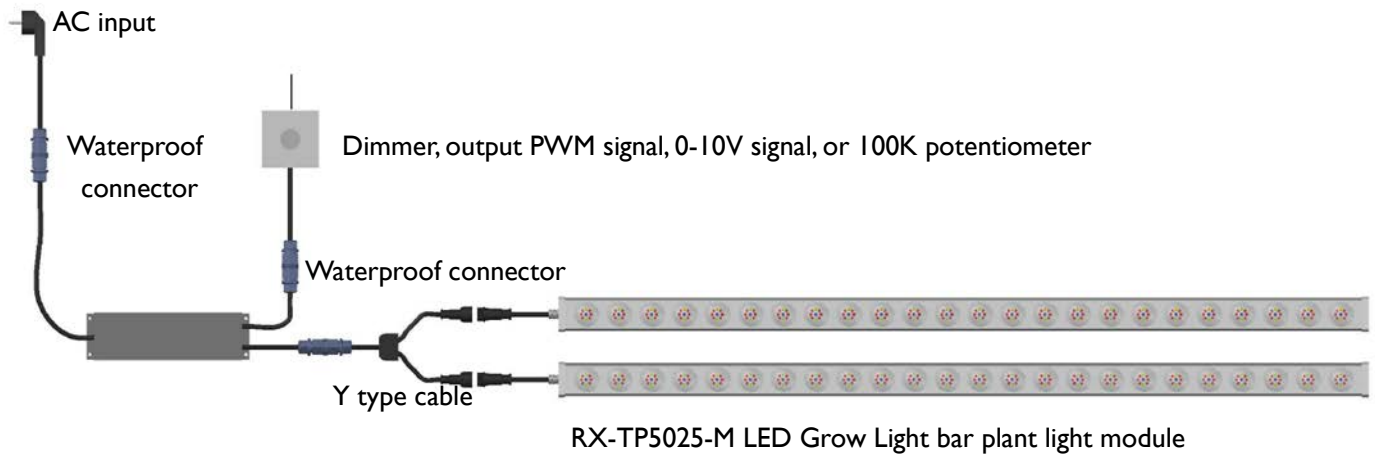 AC input
Waterproof
connector
Dimmer, output PWM signal, 0-10V signal, or 100K potentiometer
Waterproof connector
Y type cable
RX-TP5025-M LED Grow Light bar plant light module